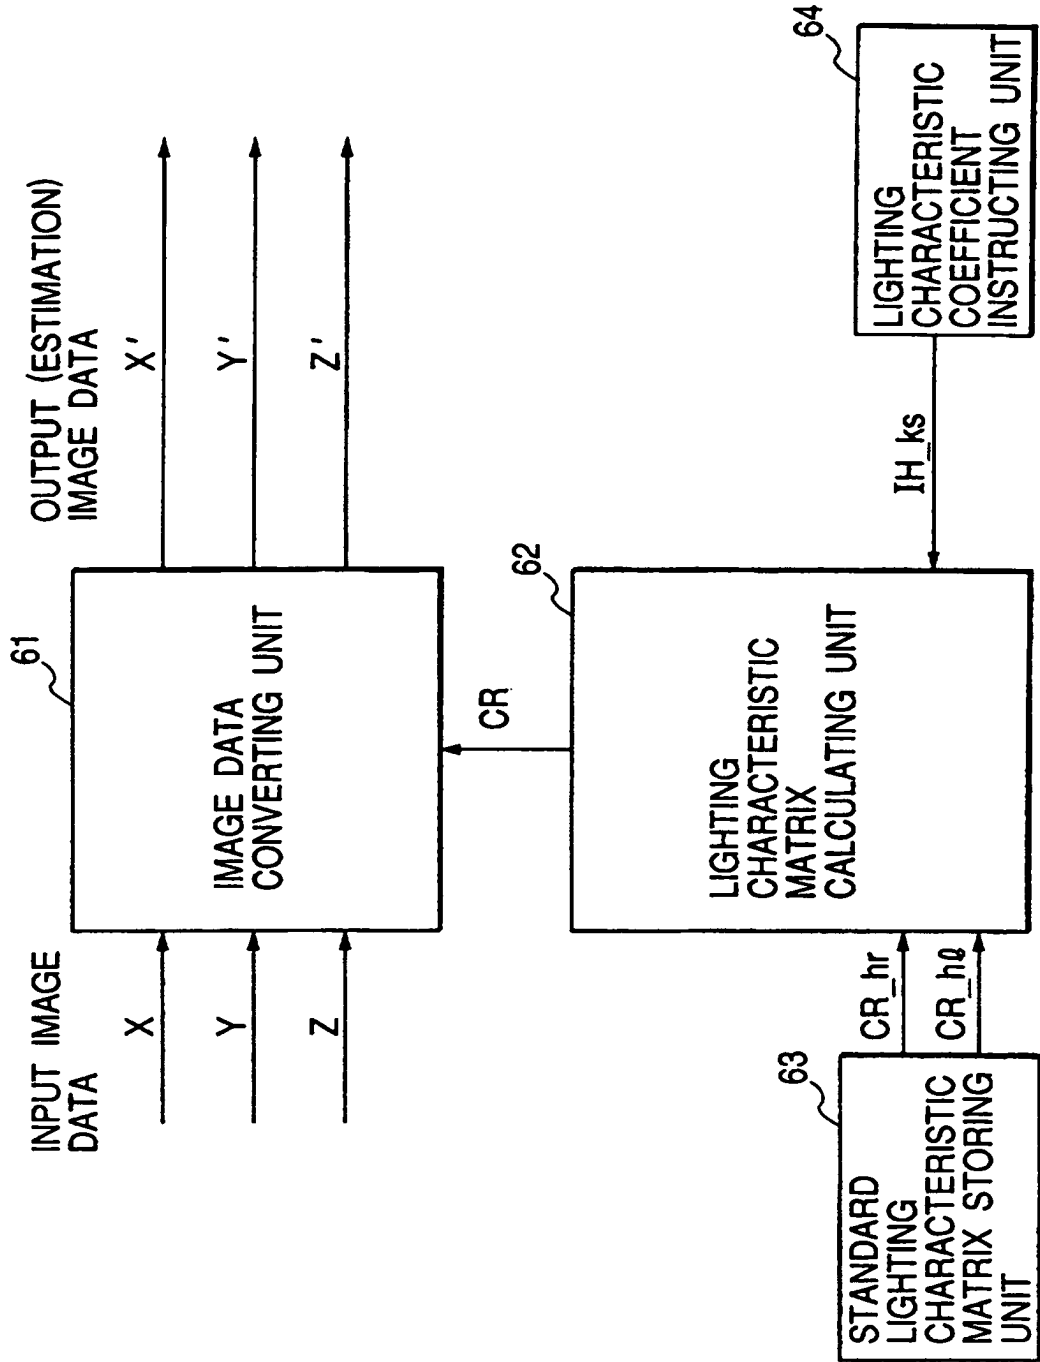 INPUT IMAGE
DATA
X
Y
Z
61
IMAGE DATA
CONVERTING UNIT
OUTPUT (ESTIMATION)
IMAGE DATA
X'
Y'
Z'
CR
62
LIGHTING
CHARACTERISTIC
MATRIX
CALCULATING UNIT
63
STANDARD
LIGHTING
CHARACTERISTIC
MATRIX STORING
UNIT
CR_hr
CR_hℓ
IH_ks
64
LIGHTING
CHARACTERISTIC
COEFFICIENT
INSTRUCTING UNIT